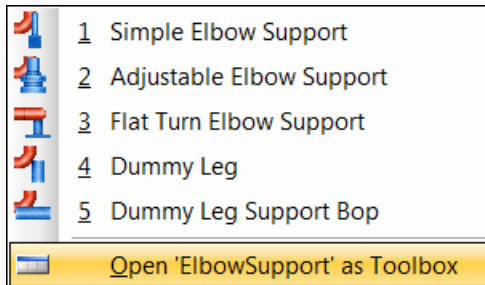 1 Simple Elbow Support
2 Adjustable Elbow Support
3 Flat Turn Elbow Support
4 Dummy Leg
5 Dummy Leg Support Bop
Open 'ElbowSupport' as Toolbox